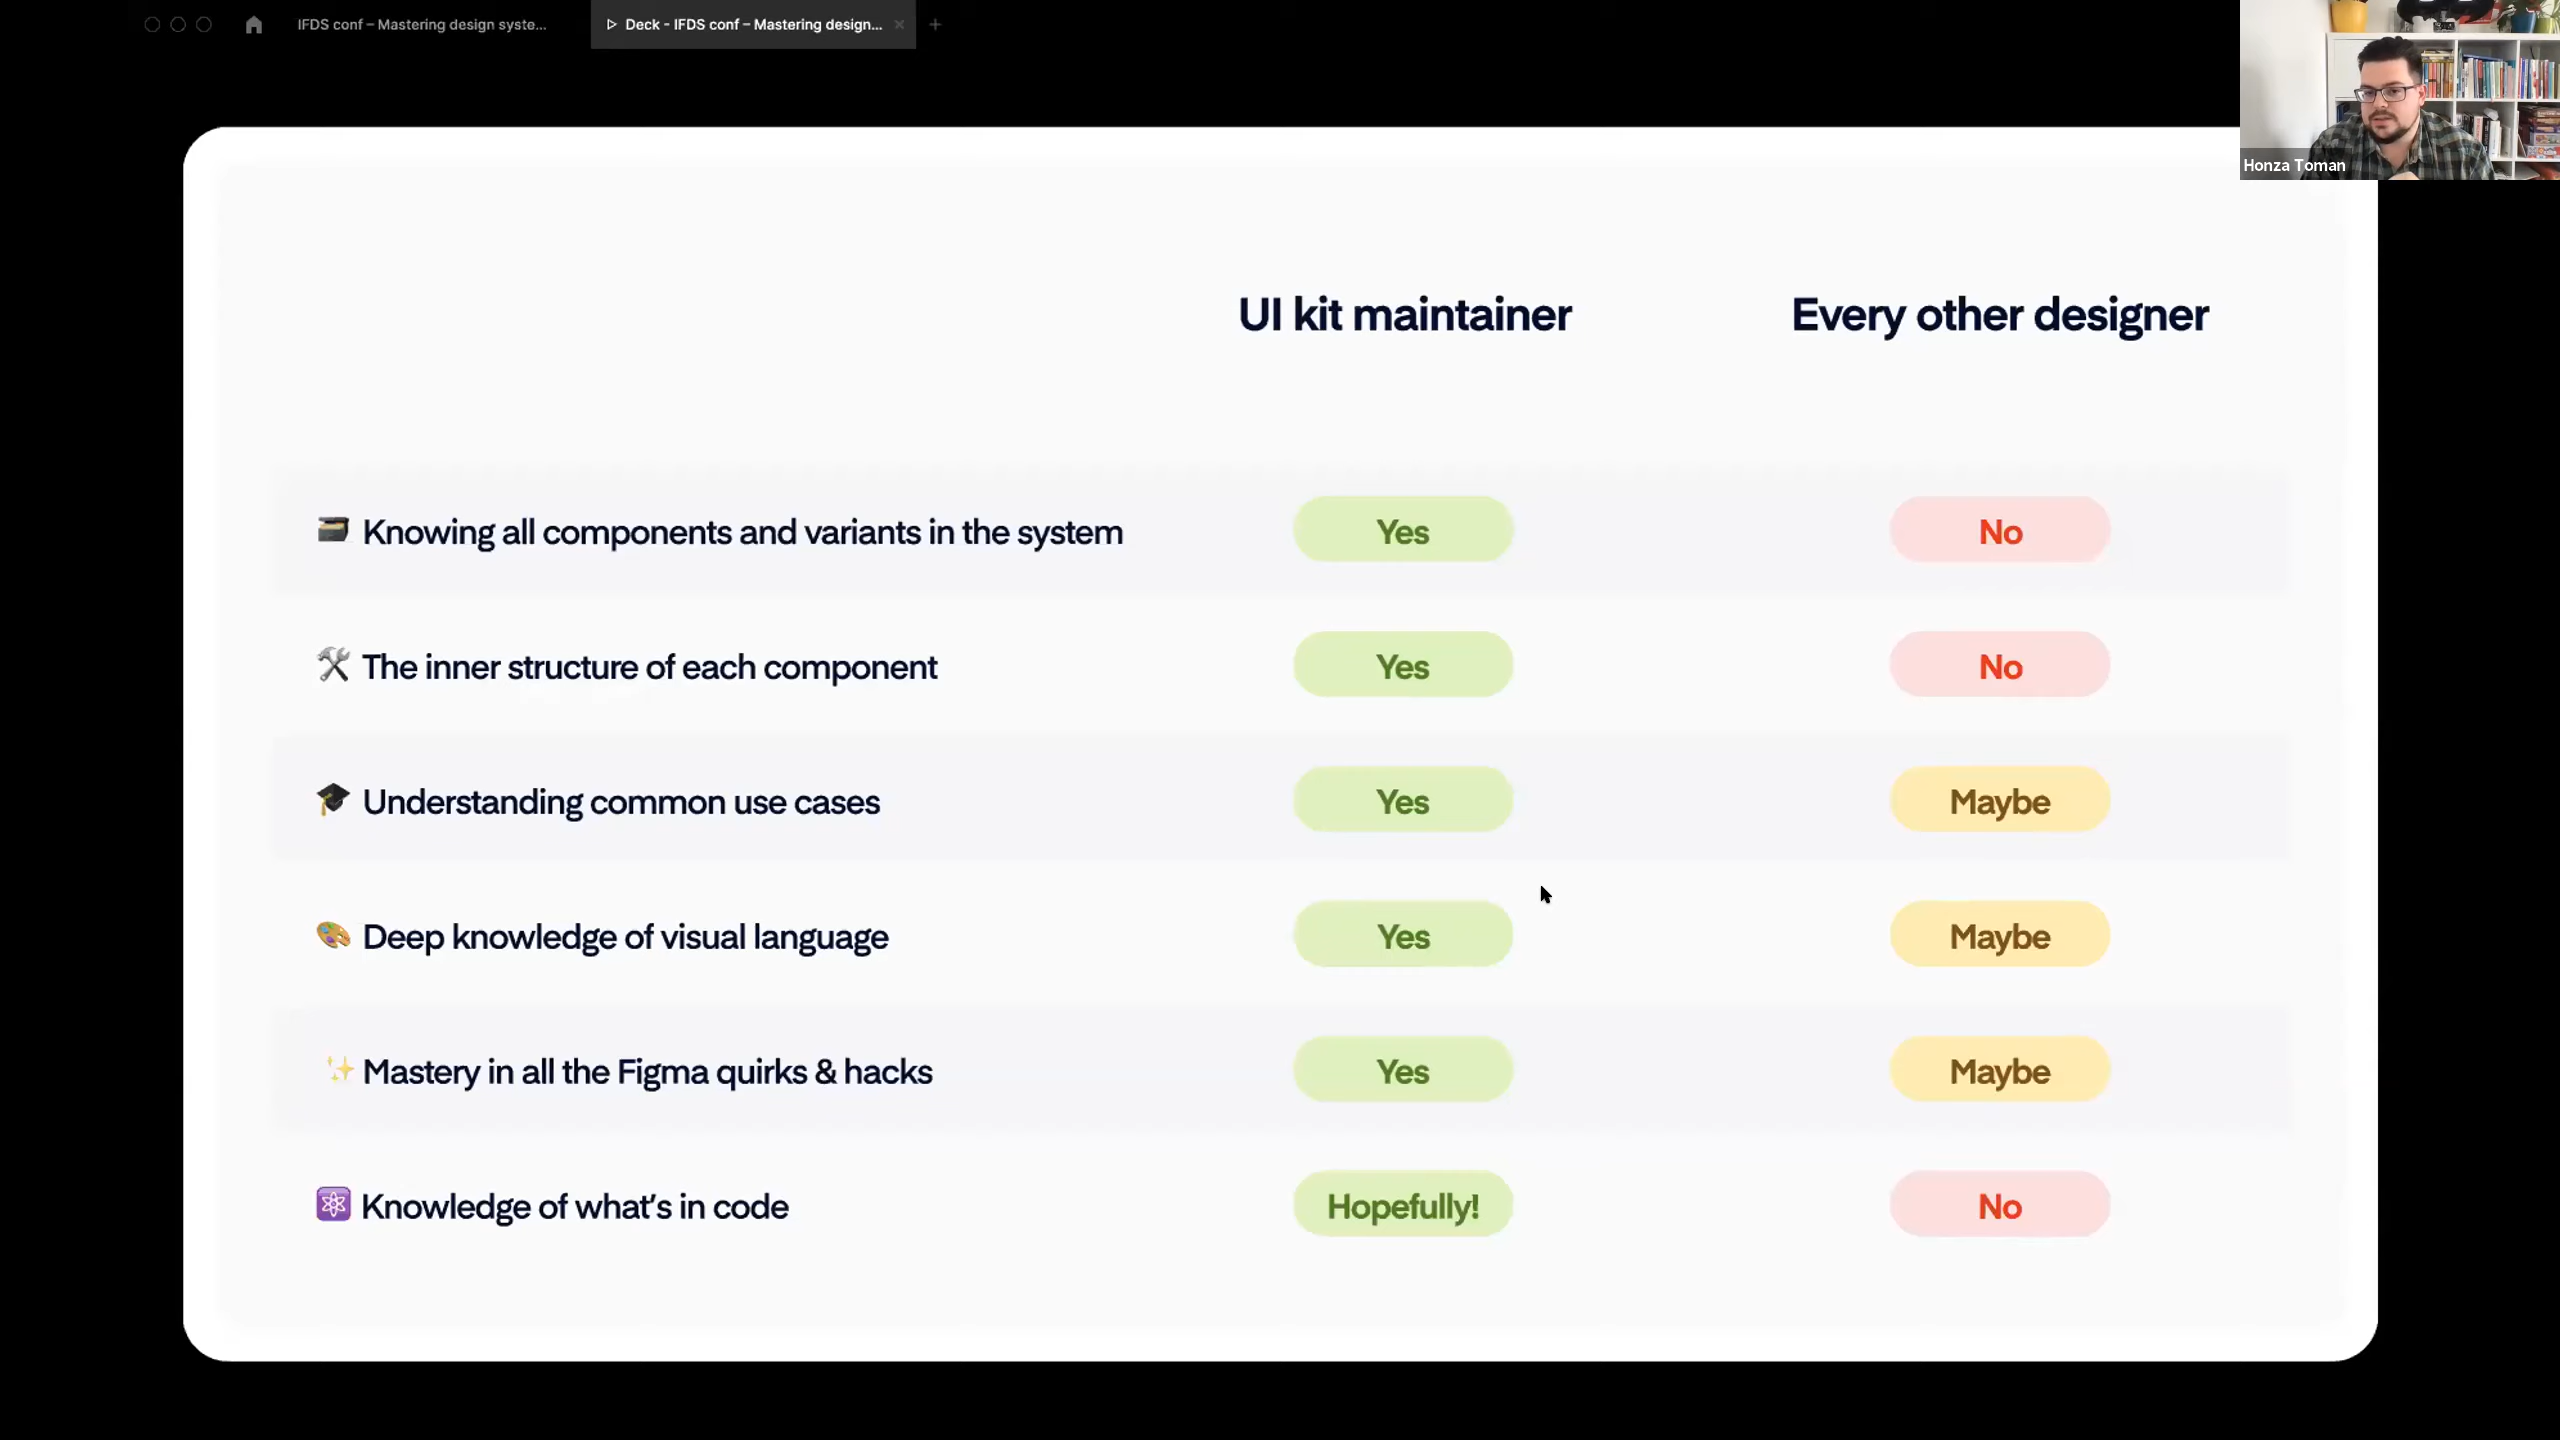 IFDS conf – Mastering design syste...
Deck - IFDS conf – Mastering design...
Honza Toman
UI kit maintainer
Every other designer
Knowing all components and variants in the system
Yes
No
The inner structure of each component
Yes
No
Understanding common use cases
Yes
Maybe
Deep knowledge of visual language
Yes
Maybe
Mastery in all the Figma quirks & hacks
Yes
Maybe
Knowledge of what's in code
Hopefully!
No